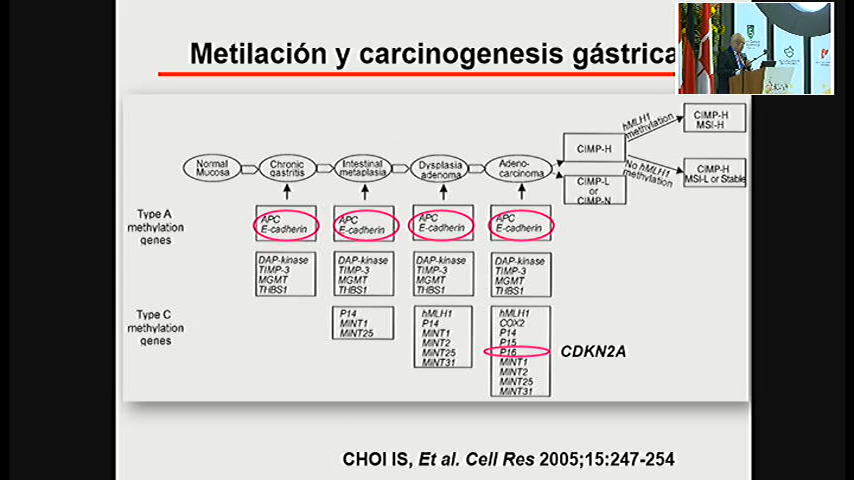 Metilación y carcinogenesis gástrica
Normal
Mucosa
Chronic
gastritis
Intestinal
metaplasia
Dysplasia
adenoma
Adeno-
carcinoma
CIMP-H
CIMP-L
or
CIMP-N
hMLH1
methylation
No hMLH1
methylation
CIMP-H
MSI-H
CIMP-H
MSI-L or Stable
Type A
methylation
genes
APC
E-cadherin
APC
E-cadherin
APC
E-cadherin
APC
E-cadherin
DAP-kinase
TIMP-3
MGMT
THBS1
DAP-kinase
TIMP-3
MGMT
THBS1
DAP-kinase
TIMP-3
MGMT
THBS1
DAP-kinase
TIMP-3
MGMT
THBS1
Type C
methylation
genes
P14
MINT1
MINT25
hMLH1
P14
MINT1
MINT2
MINT25
MINT31
hMLH1
COX2
P14
P15
P16
MINT1
MINT2
MINT25
MINT31
CDKN2A
CHOI IS, Et al. Cell Res 2005;15:247-254